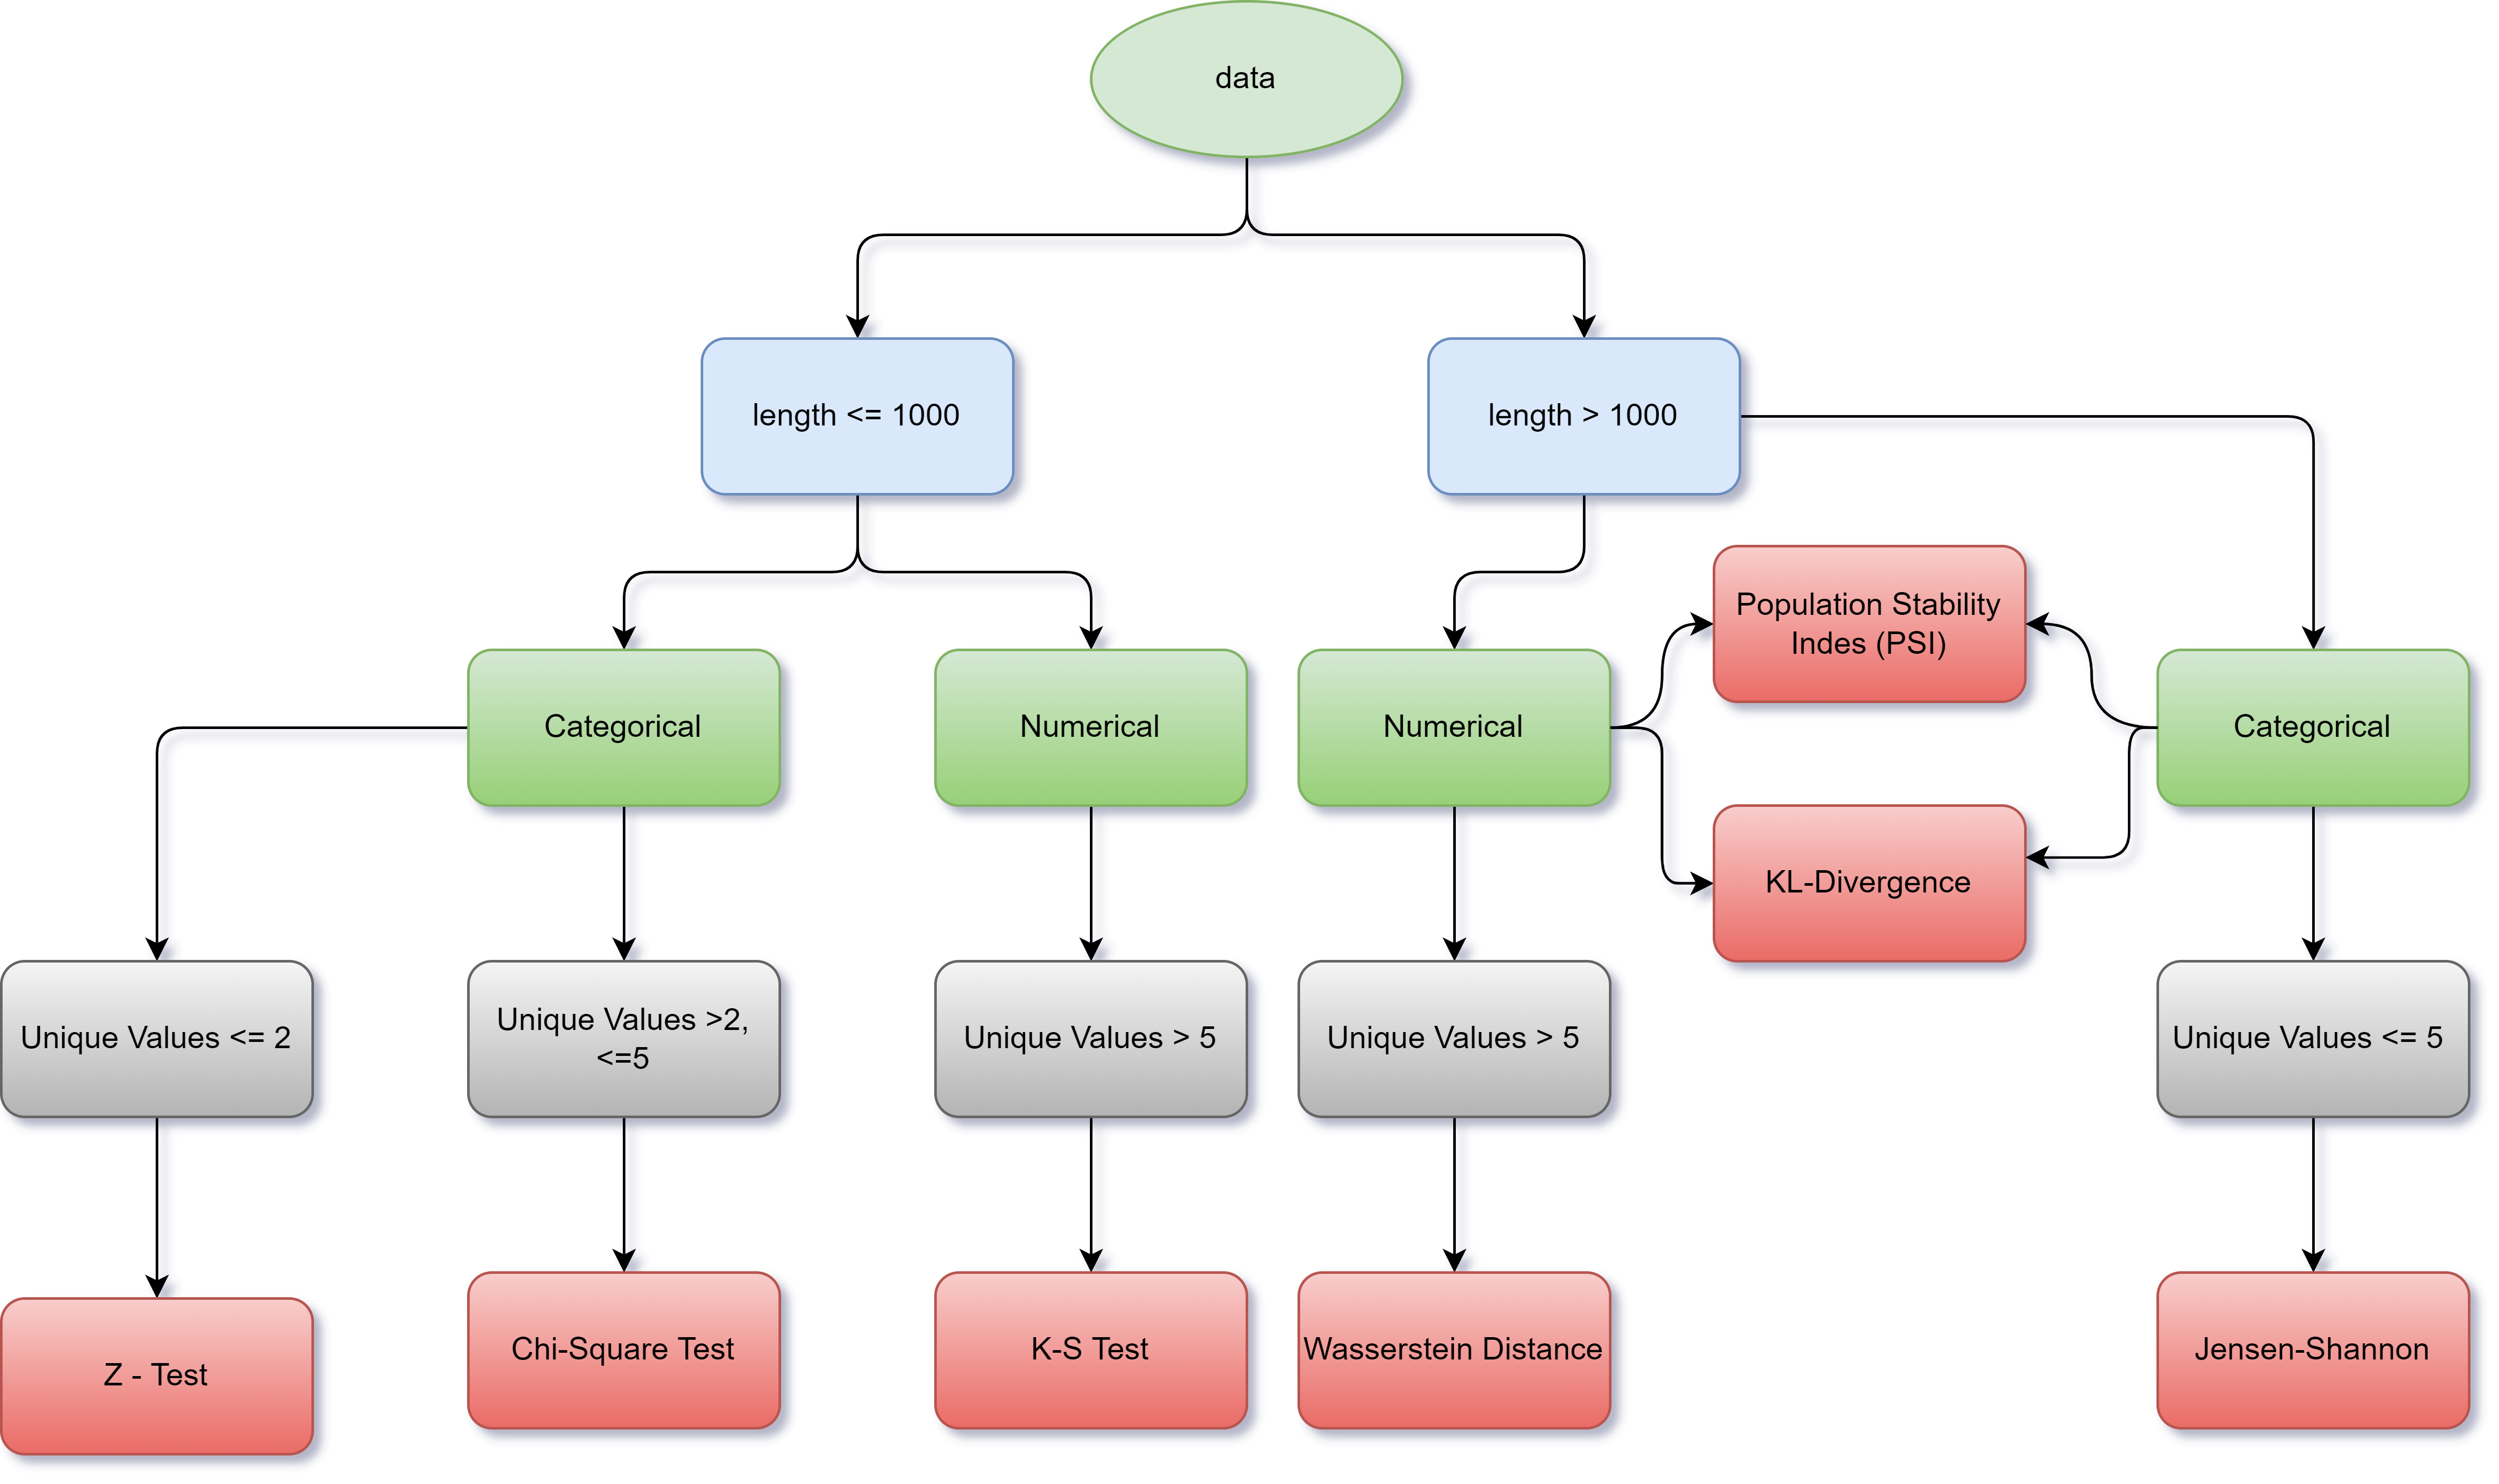 data
length <= 1000
length > 1000
Population Stability
Indes (PSI)
Categorical
Numerical
Numerical
Categorical
KL-Divergence
Unique Values <= 2
Unique Values >2,
<=5
Unique Values > 5
Unique Values > 5
Unique Values <= 5
Z - Test
Chi-Square Test
K-S Test
Wasserstein Distance
Jensen-Shannon